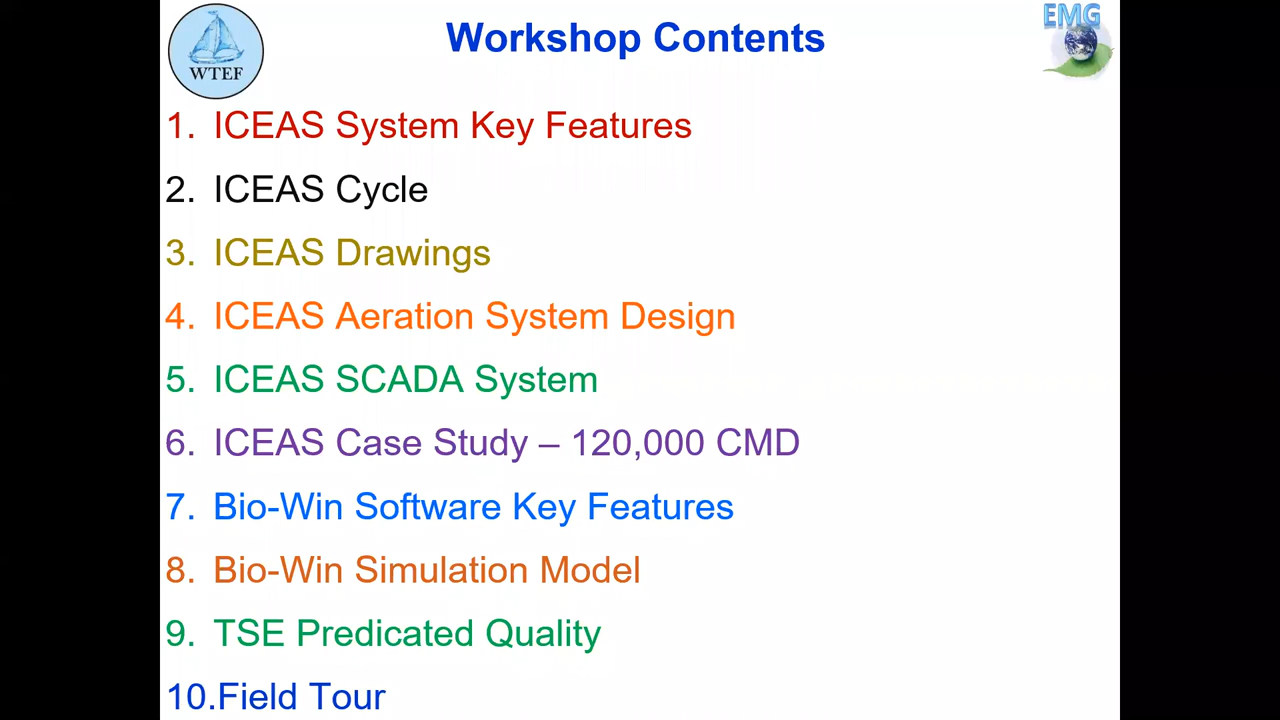 WTEF
Workshop Contents
EMG
1. ICEAS System Key Features
2. ICEAS Cycle
3. ICEAS Drawings
4. ICEAS Aeration System Design
5. ICEAS SCADA System
6. ICEAS Case Study – 120,000 CMD
7. Bio-Win Software Key Features
8. Bio-Win Simulation Model
9. TSE Predicated Quality
10.Field Tour